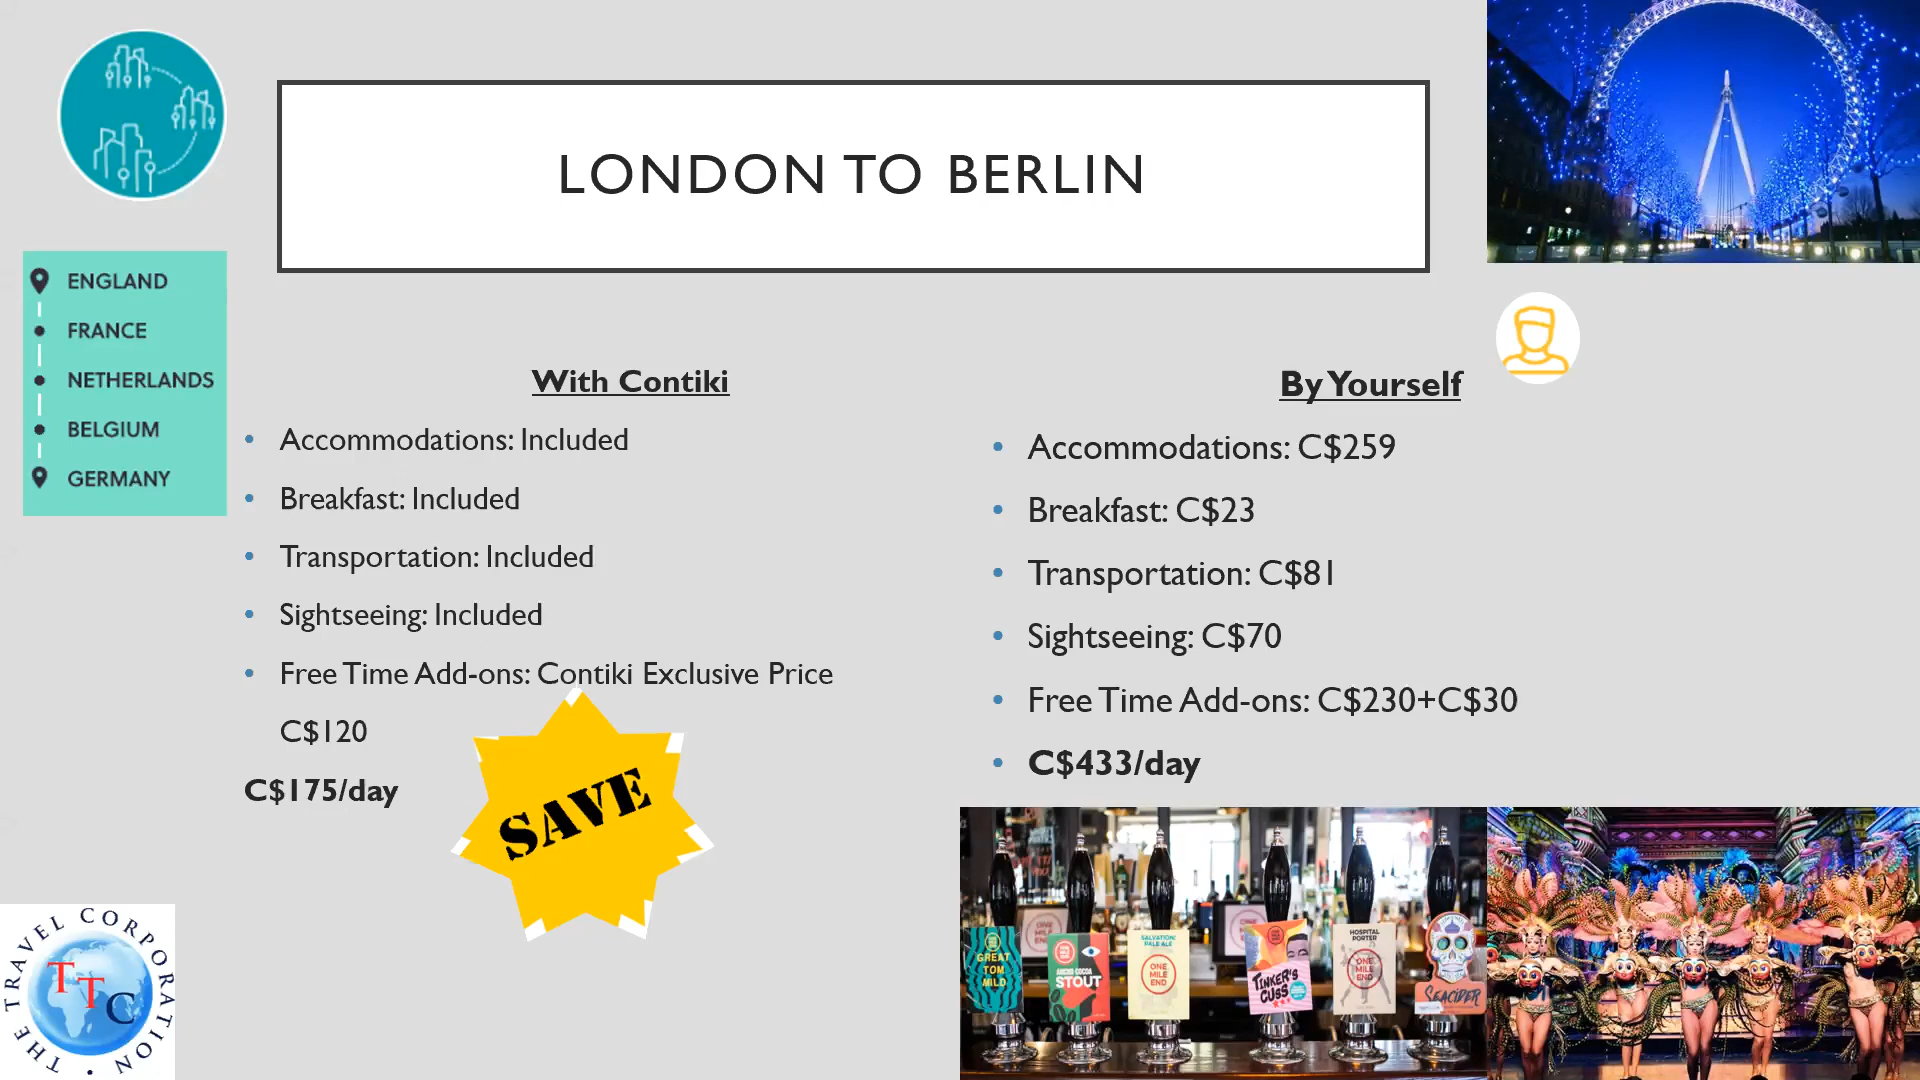 LONDON TO BERLIN
ENGLAND
FRANCE
NETHERLANDS
BELGIUM
GERMANY
With Contiki
• Accommodations: Included
• Breakfast: Included
• Transportation: Included
• Sightseeing: Included
• Free Time Add-ons: Contiki Exclusive Price
C$120
C$175/day
SAVE
By Yourself
• Accommodations: C$259
• Breakfast: C$23
• Transportation: C$81
• Sightseeing: C$70
• Free Time Add-ons: C$230+C$30
• C$433/day
THE TRAVEL CORPORATION •
TTC
GREAT
TOM
MILD
STOUT
SALVATION:
PALE ALE
ONE
MILE
END
TINKER'S
CUSS
HOSPITAL
PORTER
ONE
MILE
END
SEACIDER